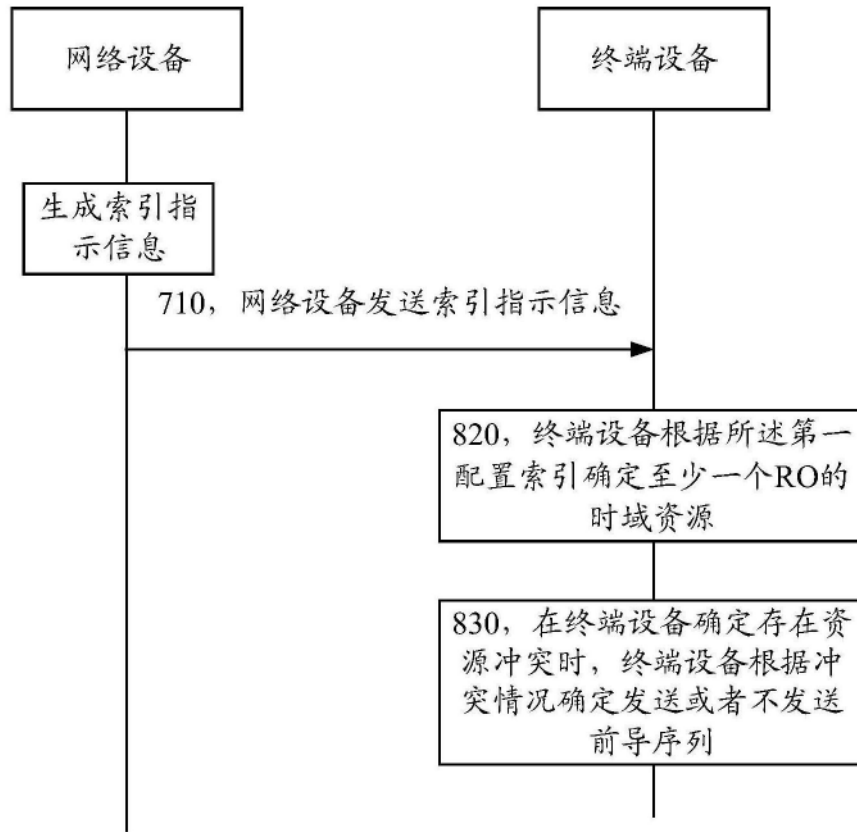 网络设备
终端设备
生成索引指
示信息
710，网络设备发送索引指示信息
820，终端设备根据所述第一
配置索引确定至少一个RO的
时域资源
830，在终端设备确定存在资
源冲突时，终端设备根据冲
突情况确定发送或者不发送
前导序列